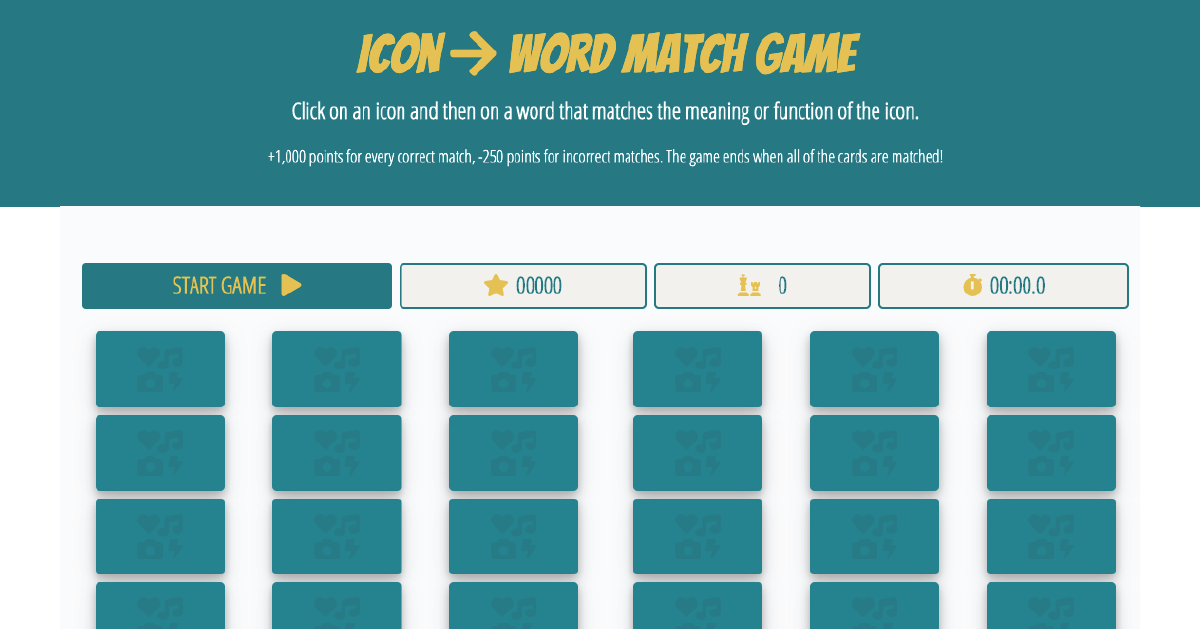 ICON → WORD MATCH GAME
Click on an icon and then on a word that matches the meaning or function of the icon.
+1,000 points for every correct match, -250 points for incorrect matches. The game ends when all of the cards are matched!
START GAME 00000 0 00:00.0